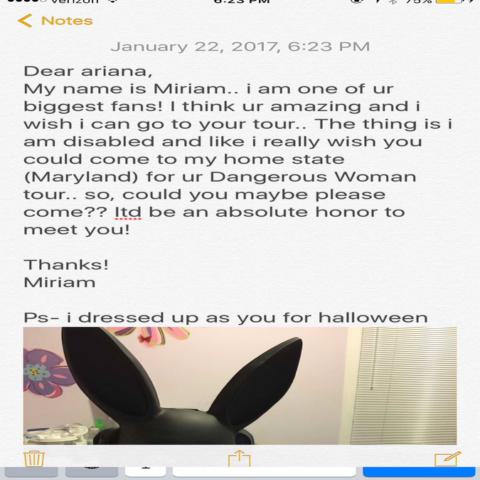 verizon 6:23 PM 75%
Notes
January 22, 2017, 6:23 PM
Dear ariana,
My name is Miriam.. i am one of ur
biggest fans! I think ur amazing and i
wish i can go to your tour.. The thing is i
am disabled and like i really wish you
could come to my home state
(Maryland) for ur Dangerous Woman
tour.. so, could you maybe please
come?? Itd be an absolute honor to
meet you!
Thanks!
Miriam
Ps- i dressed up as you for halloween